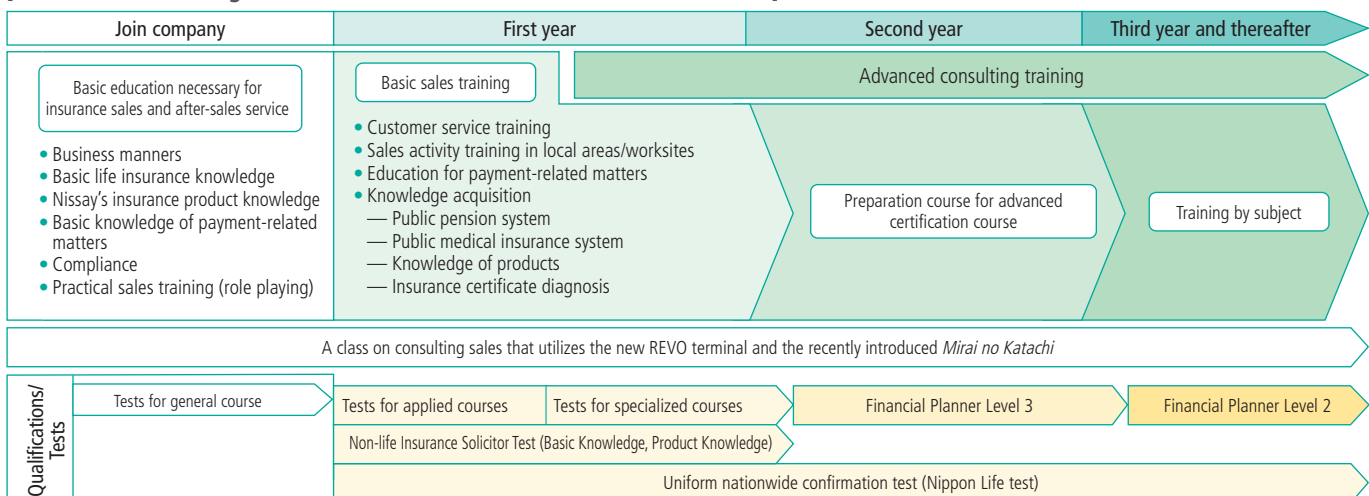 Join company
First year
Second year
Third year and thereafter
Basic education necessary for
insurance sales and after-sales service
• Business manners
• Basic life insurance knowledge
• Nissay's insurance product knowledge
• Basic knowledge of payment-related
matters
• Compliance
• Practical sales training (role playing)
Basic sales training
• Customer service training
• Sales activity training in local areas/worksites
• Education for payment-related matters
• Knowledge acquisition
— Public pension system
— Public medical insurance system
— Knowledge of products
— Insurance certificate diagnosis
Advanced consulting training
Preparation course for advanced
certification course
Training by subject
A class on consulting sales that utilizes the new REVO terminal and the recently introduced Mirai no Katachi
Qualifications/
Tests
Tests for general course
Tests for applied courses
Tests for specialized courses
Financial Planner Level 3
Financial Planner Level 2
Non-life Insurance Solicitor Test (Basic Knowledge, Product Knowledge)
Uniform nationwide confirmation test (Nippon Life test)